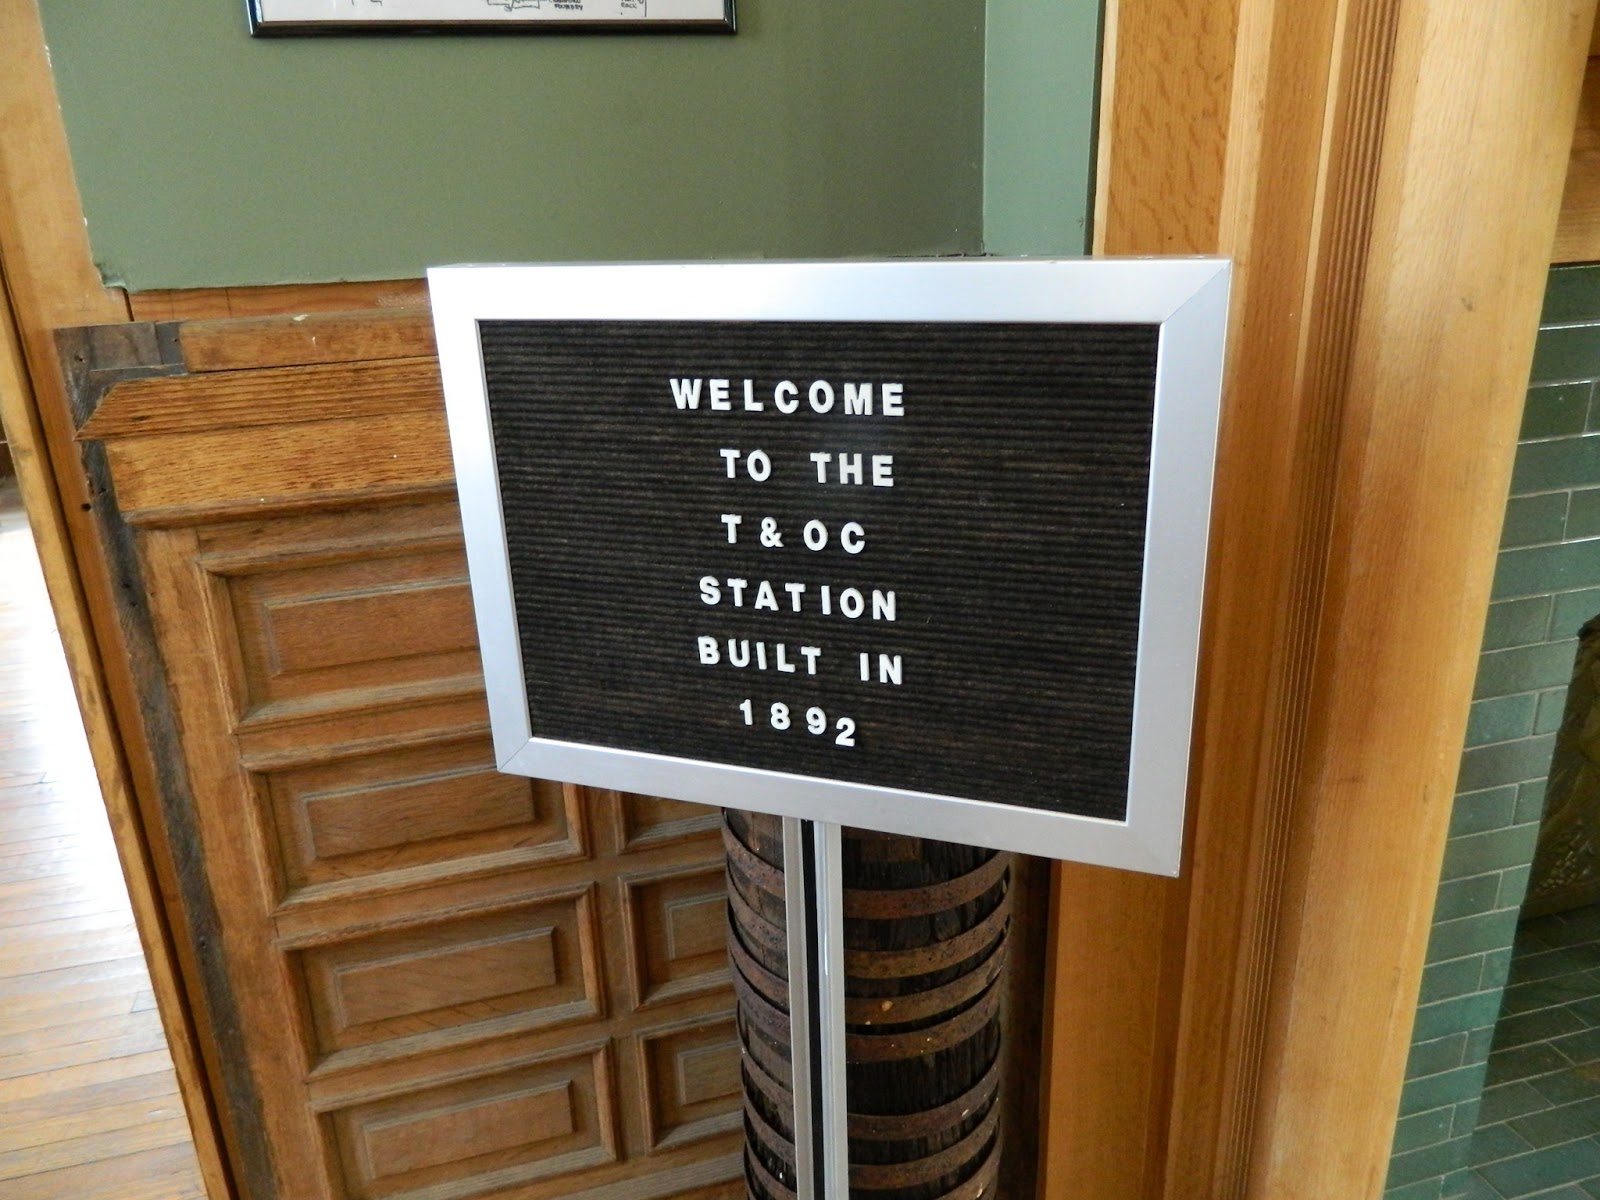 WELCOME
TO THE
T & OC
STATION
BUILT IN
1892